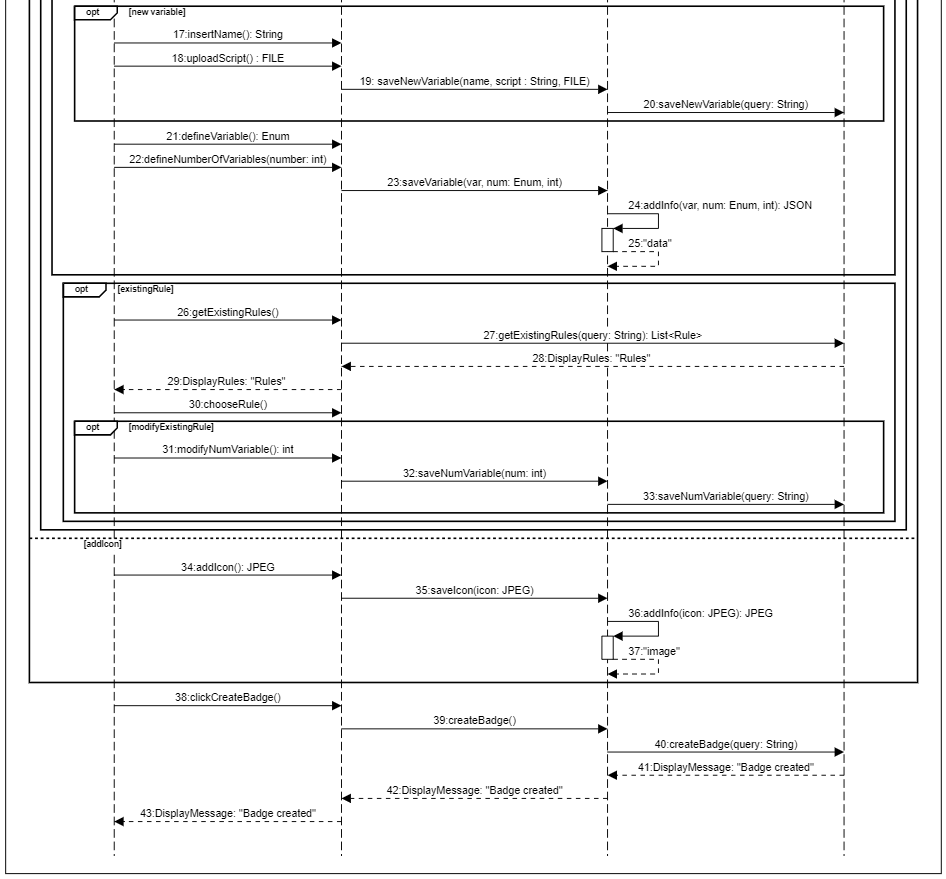 opt [new variable]
17:insertName(): String
18:uploadScript() : FILE
19: saveNewVariable(name, script : String, FILE)
20:saveNewVariable(query: String)
21:defineVariable(): Enum
22:defineNumberOfVariables(number: int)
23:saveVariable(var, num: Enum, int)
24:addInfo(var, num: Enum, int): JSON
25:"data"
opt [existingRule]
26:getExistingRules()
27:getExistingRules(query: String): List<Rule>
28:DisplayRules: "Rules"
29:DisplayRules: "Rules"
30:chooseRule()
opt [modifyExistingRule]
31:modifyNumVariable(): int
32:saveNumVariable(num: int)
33:saveNumVariable(query: String)
[addIcon]
34:addIcon(): JPEG
35:saveIcon(icon: JPEG)
36:addInfo(icon: JPEG): JPEG
37:"image"
38:clickCreateBadge()
39:createBadge()
40:createBadge(query: String)
41:DisplayMessage: "Badge created"
42:DisplayMessage: "Badge created"
43:DisplayMessage: "Badge created"